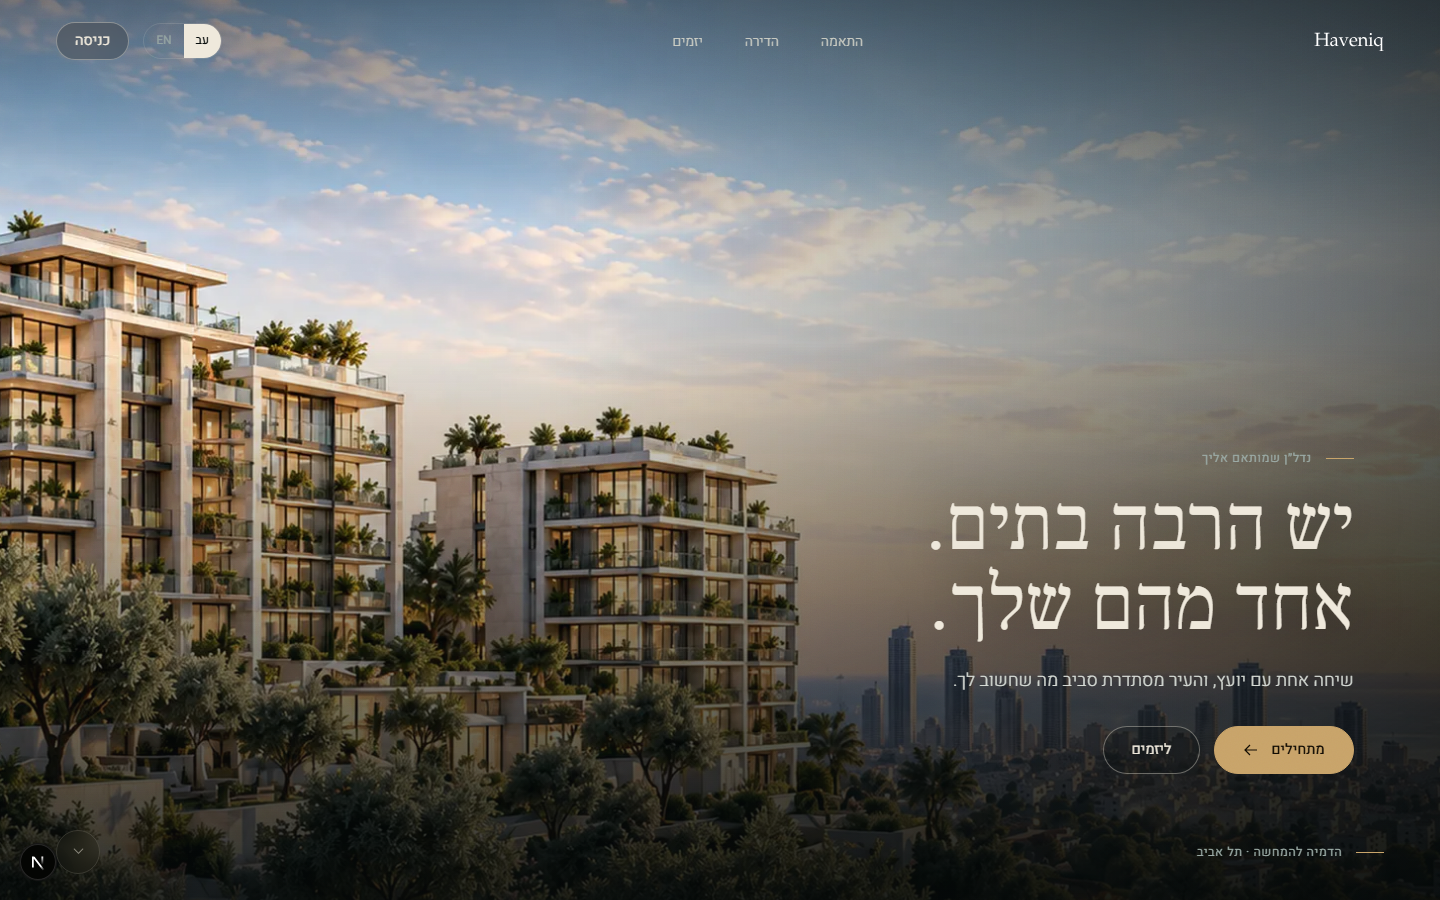 Haveniq
התאמה
הדירה
יזמים
עב
EN
כניסה
נדל״ן שמותאם אליך
יש הרבה בתים.
אחד מהם שלך.
שיחה אחת עם יועץ, והעיר מסתדרת סביב מה שחשוב לך.
מתחילים
ליזמים
הדמיה להמחשה · תל אביב
N